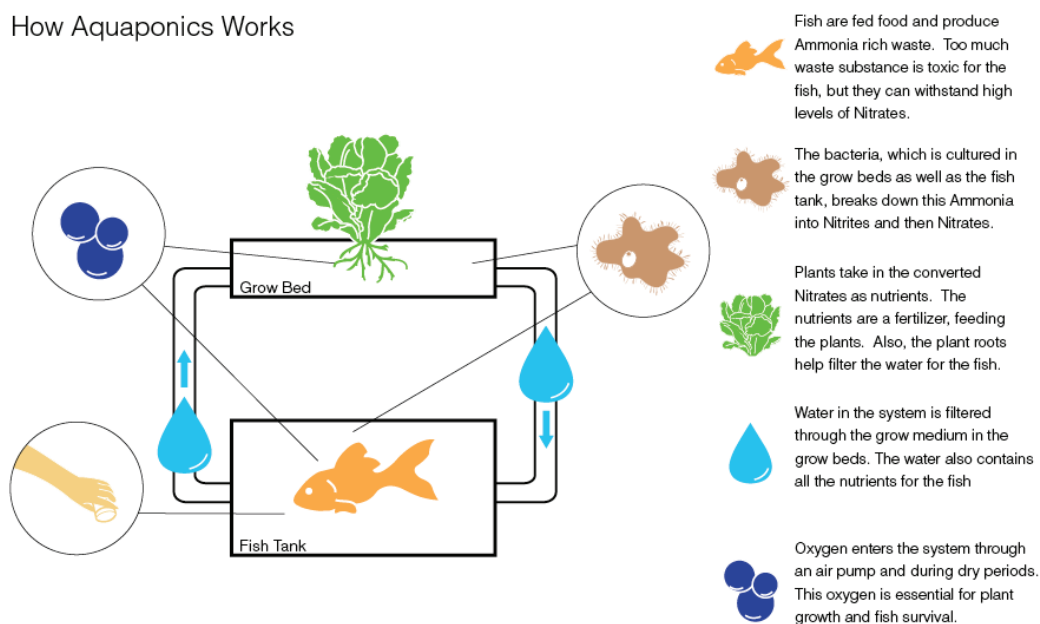 How Aquaponics Works
Grow Bed
Fish Tank
Fish are fed food and produce
Ammonia rich waste. Too much
waste substance is toxic for the
fish, but they can withstand high
levels of Nitrates.
The bacteria, which is cultured in
the grow beds as well as the fish
tank, breaks down this Ammonia
into Nitrites and then Nitrates.
Plants take in the converted
Nitrates as nutrients. The
nutrients are a fertilizer, feeding
the plants. Also, the plant roots
help filter the water for the fish.
Water in the system is filtered
through the grow medium in the
grow beds. The water also contains
all the nutrients for the fish
Oxygen enters the system through
an air pump and during dry periods.
This oxygen is essential for plant
growth and fish survival.